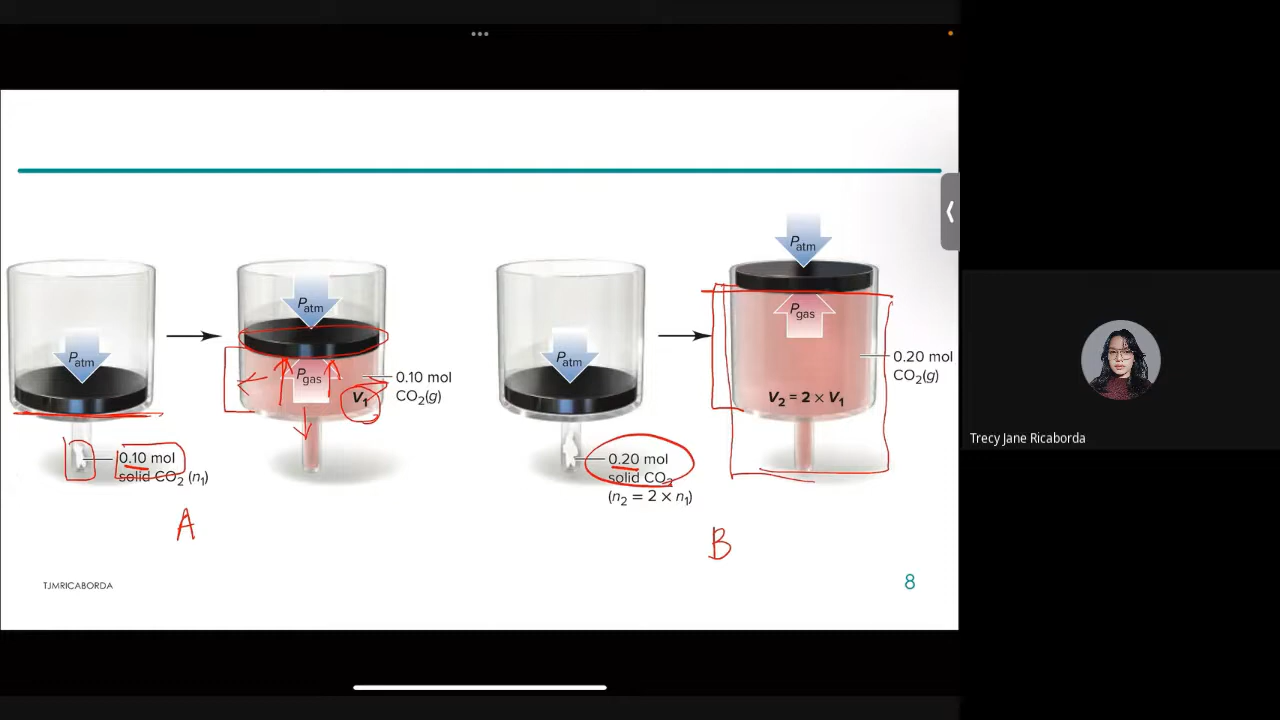 Patm
Patm
Pgas
V1
0.10 mol
CO2(g)
0.10 mol
solid CO2 (n1)
A
Patm
0.20 mol
solid CO2
(n2 = 2 × n1)
Patm
Pgas
V2 = 2 × V1
0.20 mol
CO2(g)
B
TJMRICABORDA
8
Trecy Jane Ricaborda